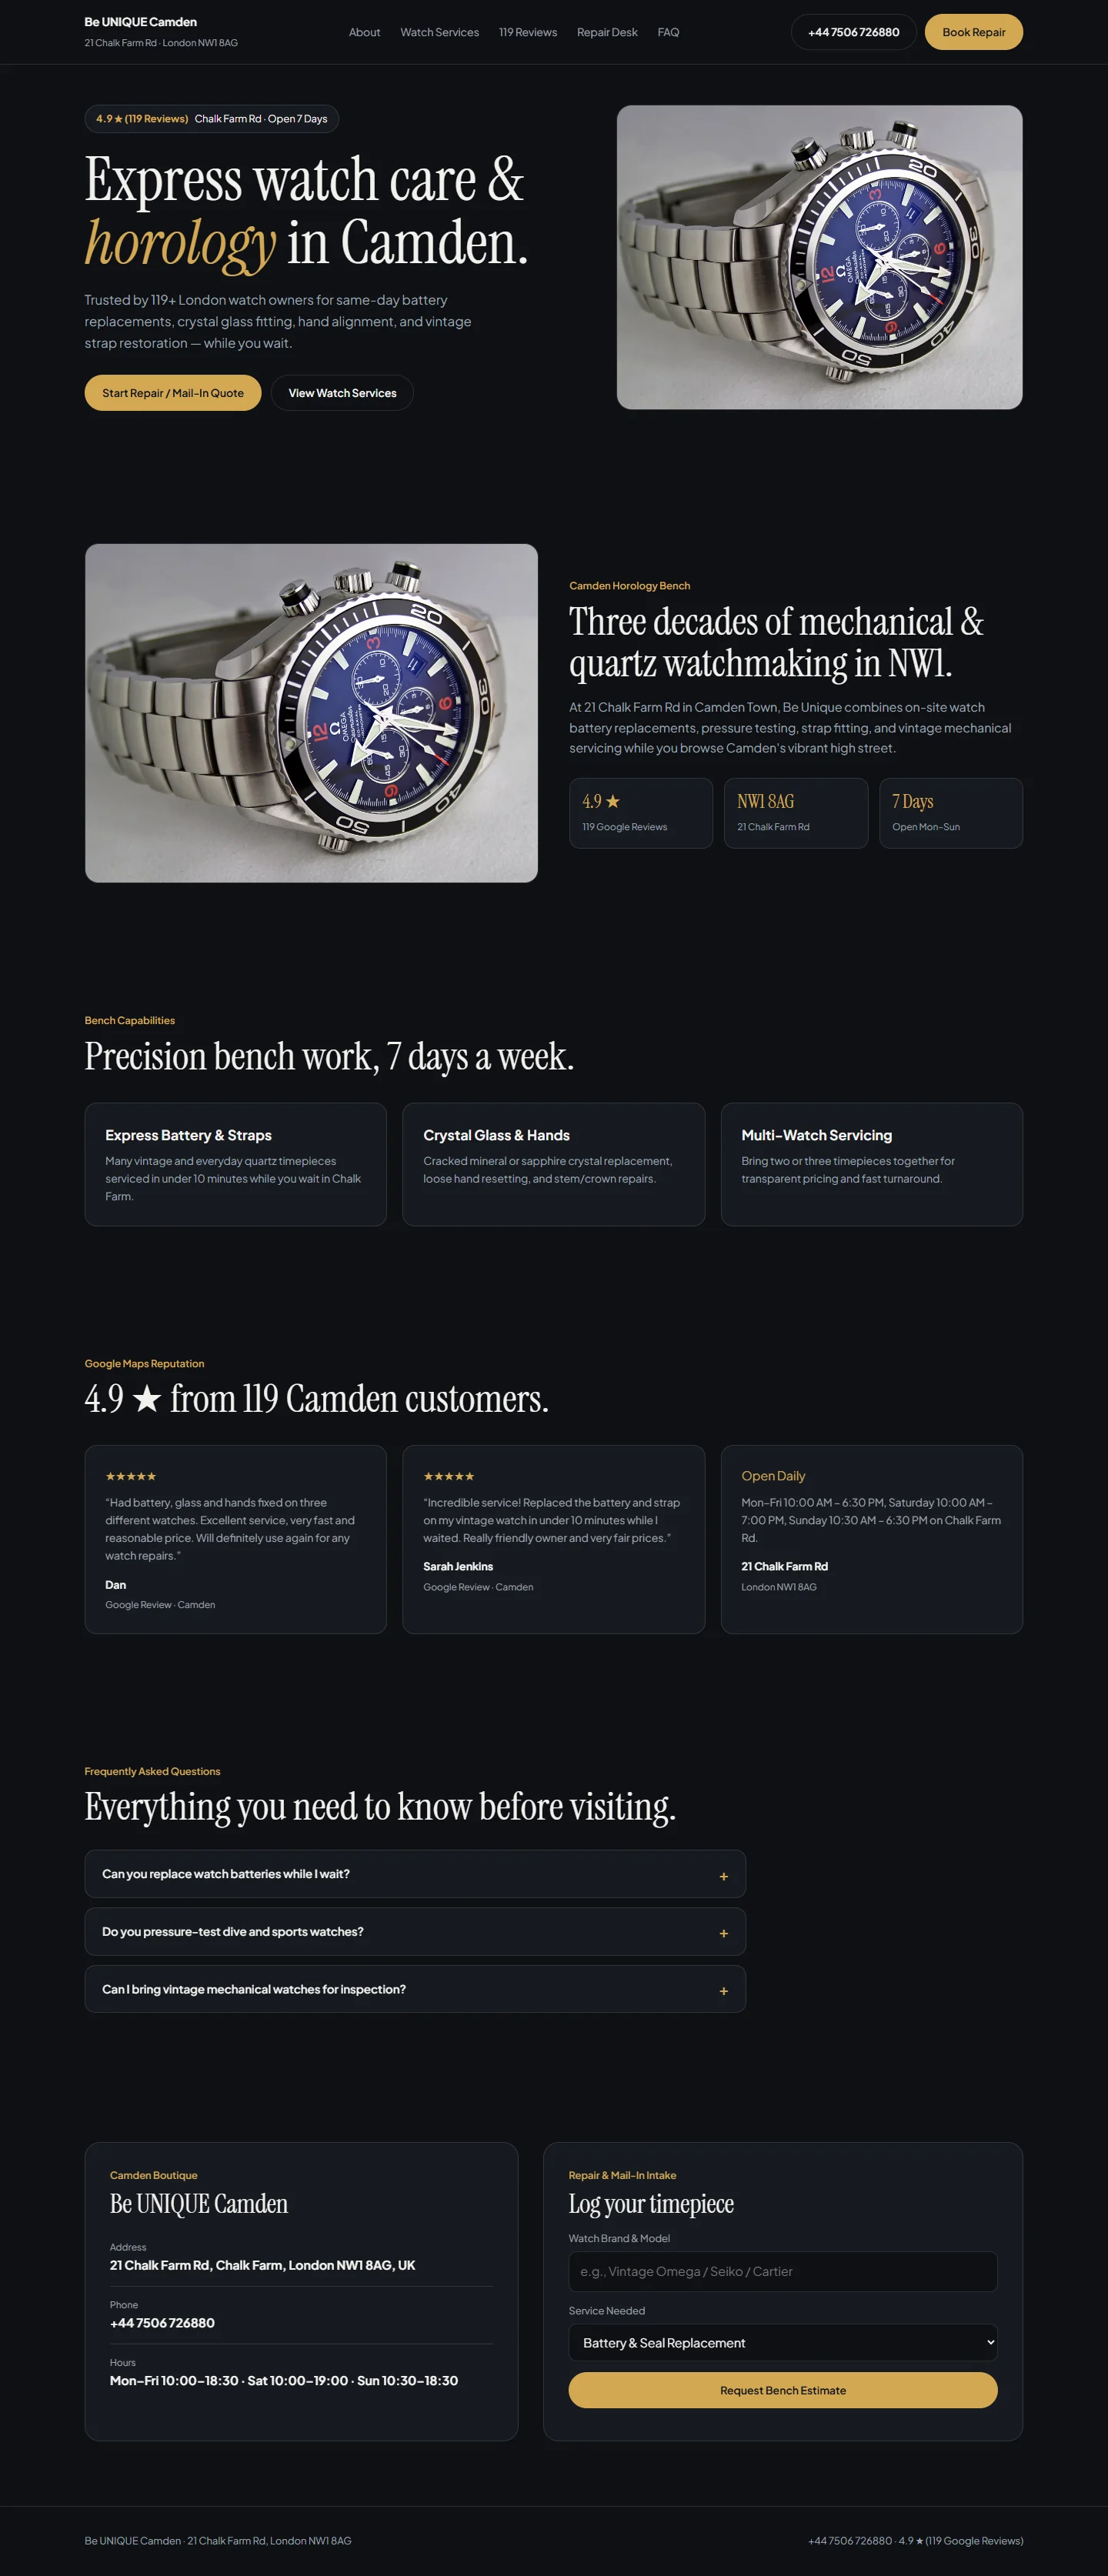 Be UNIQUE Camden
21 Chalk Farm Rd · London NW1 8AG
About
Watch Services
119 Reviews
Repair Desk
FAQ
+44 7506 726880
Book Repair
4.9 ★ (119 Reviews) Chalk Farm Rd · Open 7 Days
Express watch care &
horology in Camden.
Trusted by 119+ London watch owners for same-day battery
replacements, crystal glass fitting, hand alignment, and vintage
strap restoration — while you wait.
Start Repair / Mail-In Quote
View Watch Services
20
30
40
50
3
6
9
12
OMEGA
Camden Horology Bench
Three decades of mechanical &
quartz watchmaking in NW1.
At 21 Chalk Farm Rd in Camden Town, Be Unique combines on-site watch
battery replacements, pressure testing, strap fitting, and vintage mechanical
servicing while you browse Camden's vibrant high street.
4.9 ★
119 Google Reviews
NW1 8AG
21 Chalk Farm Rd
7 Days
Open Mon–Sun
20
30
40
50
3
6
9
12
OMEGA
Bench Capabilities
Precision bench work, 7 days a week.
Express Battery & Straps
Many vintage and everyday quartz timepieces
serviced in under 10 minutes while you wait in Chalk
Farm.
Crystal Glass & Hands
Cracked mineral or sapphire crystal replacement,
loose hand resetting, and stem/crown repairs.
Multi-Watch Servicing
Bring two or three timepieces together for
transparent pricing and fast turnaround.
Google Maps Reputation
4.9 ★ from 119 Camden customers.
★★★★★
"Had battery, glass and hands fixed on three
different watches. Excellent service, very fast and
reasonable price. Will definitely use again for any
watch repairs."
Dan
Google Review · Camden
★★★★★
"Incredible service! Replaced the battery and strap
on my vintage watch in under 10 minutes while I
waited. Really friendly owner and very fair prices."
Sarah Jenkins
Google Review · Camden
Open Daily
Mon–Fri 10:00 AM – 6:30 PM, Saturday 10:00 AM –
7:00 PM, Sunday 10:30 AM – 6:30 PM on Chalk Farm
Rd.
21 Chalk Farm Rd
London NW1 8AG
Frequently Asked Questions
Everything you need to know before visiting.
Can you replace watch batteries while I wait? +
Do you pressure-test dive and sports watches? +
Can I bring vintage mechanical watches for inspection? +
Camden Boutique
Be UNIQUE Camden
Address
21 Chalk Farm Rd, Chalk Farm, London NW1 8AG, UK
Phone
+44 7506 726880
Hours
Mon–Fri 10:00–18:30 · Sat 10:00–19:00 · Sun 10:30–18:30
Repair & Mail-In Intake
Log your timepiece
Watch Brand & Model
e.g., Vintage Omega / Seiko / Cartier
Service Needed
Battery & Seal Replacement
Request Bench Estimate
Be UNIQUE Camden · 21 Chalk Farm Rd, London NW1 8AG
+44 7506 726880 · 4.9 ★ (119 Google Reviews)